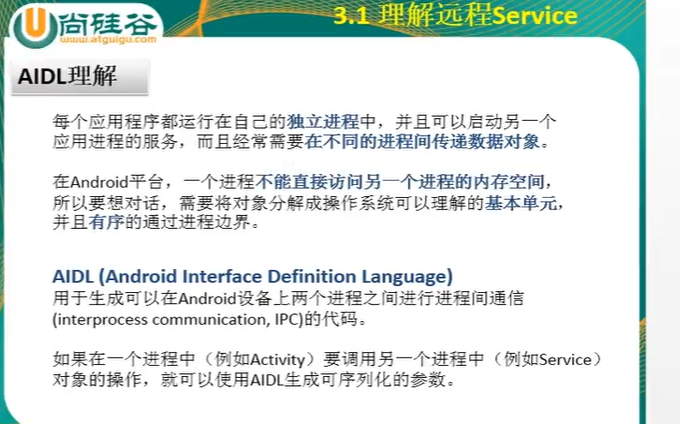 尚硅谷
www.atguigu.com
3.1 理解远程Service
AIDL理解
每个应用程序都运行在自己的独立进程中，并且可以启动另一个
应用进程的服务，而且经常需要在不同的进程间传递数据对象。
在Android平台，一个进程不能直接访问另一个进程的内存空间，
所以要想对话，需要将对象分解成操作系统可以理解的基本单元，
并且有序的通过进程边界。
AIDL (Android Interface Definition Language)
用于生成可以在Android设备上两个进程之间进行进程间通信
(interprocess communication, IPC)的代码。
如果在一个进程中（例如Activity）要调用另一个进程中（例如Service）
对象的操作，就可以使用AIDL生成可序列化的参数。